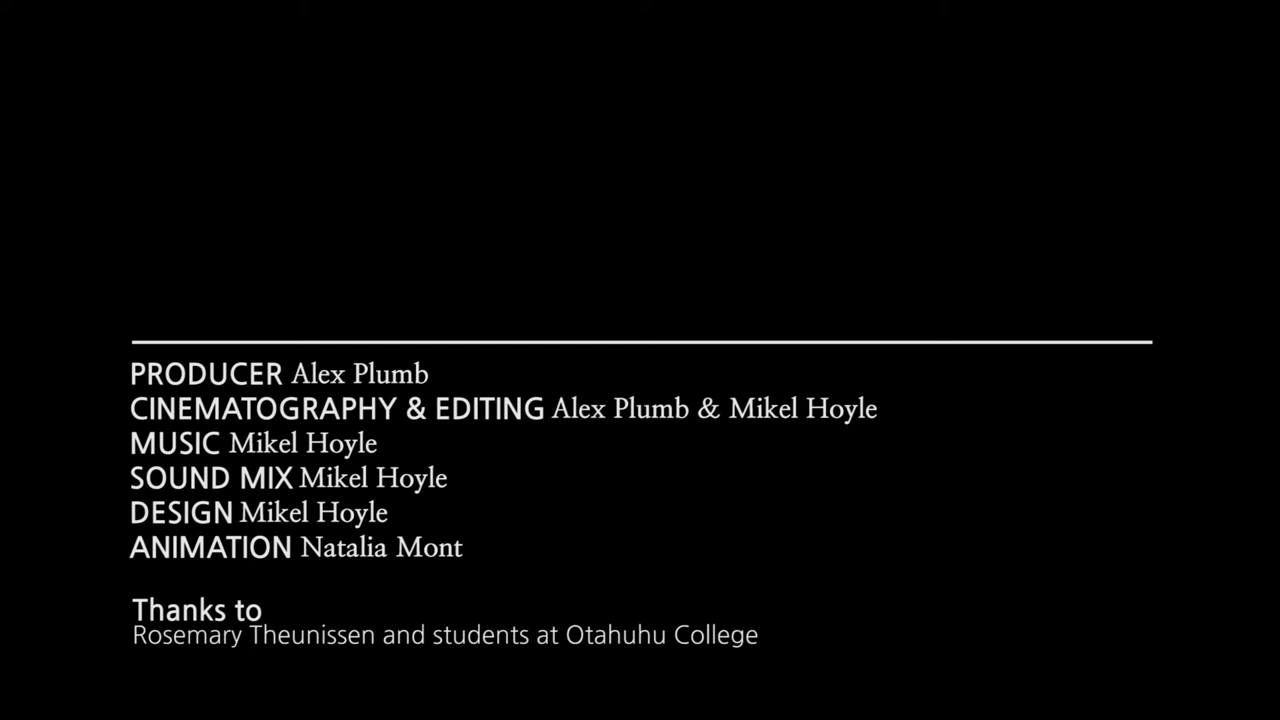 PRODUCER Alex Plumb
CINEMATOGRAPHY & EDITING Alex Plumb & Mikel Hoyle
MUSIC Mikel Hoyle
SOUND MIX Mikel Hoyle
DESIGN Mikel Hoyle
ANIMATION Natalia Mont
Thanks to
Rosemary Theunissen and students at Otahuhu College